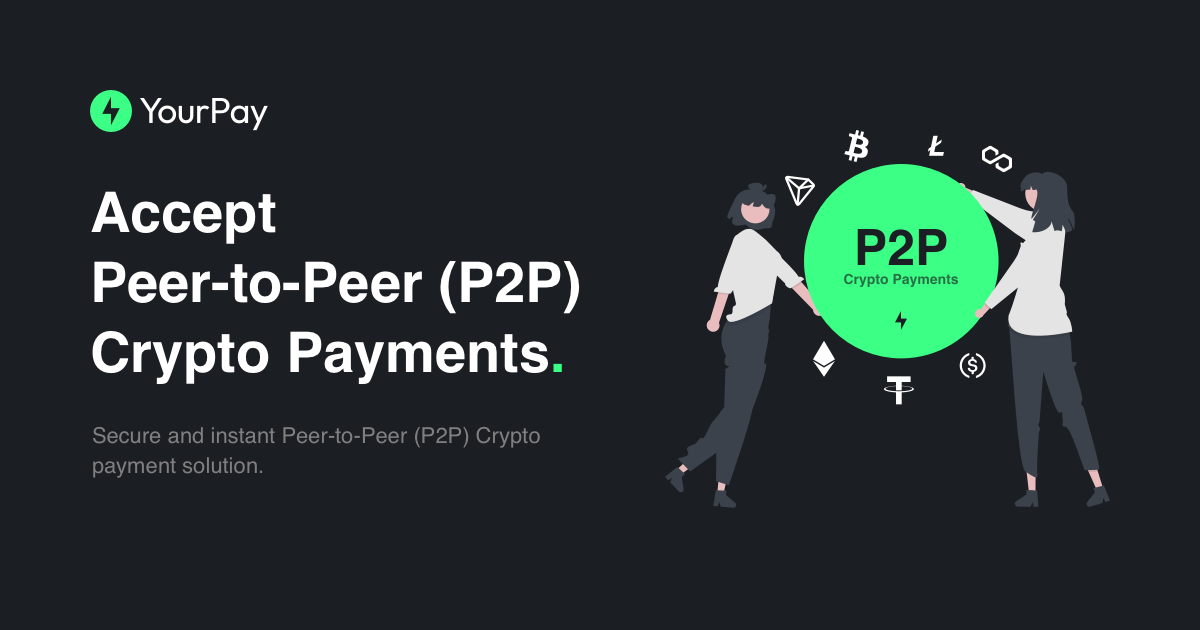 YourPay
Accept
Peer-to-Peer (P2P)
Crypto Payments.
Secure and instant Peer-to-Peer (P2P) Crypto
payment solution.
P2P
Crypto Payments